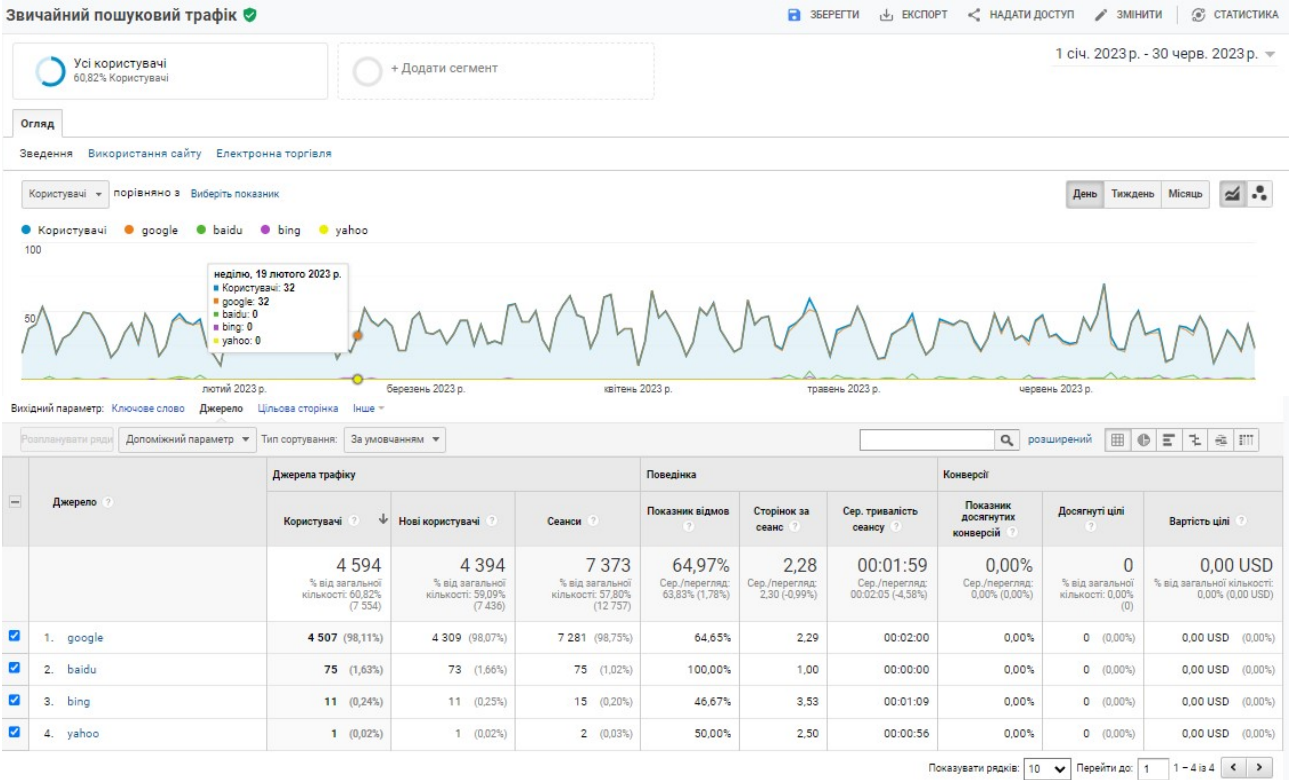 Звичайний пошуковий трафік
ЗБЕРЕГТИ ЕКСПОРТ НАДАТИ ДОСТУП ЗМІНИТИ СТАТИСТИКА
Усі користувачі
60,82% Користувачі
+ Додати сегмент
1 січ. 2023 р. - 30 черв. 2023 р.
Огляд
Зведення Використання сайту Електронна торгівля
Користувачі порівняно з Виберіть показник
День Тиждень Місяць
Користувачі google baidu bing yahoo
100
50
неділю, 19 лютого 2023 р.
Користувачі: 32
google: 32
baidu: 0
bing: 0
yahoo: 0
лютий 2023 р. березень 2023 р. квітень 2023 р. травень 2023 р. червень 2023 р.
Вихідний параметр: Ключове слово Джерело Цільова сторінка Інше
Розпланувати ряди Допоміжний параметр Тип сортування: За умовчанням розширений
Джерело ?
Джерела трафіку Поведінка Конверсії
Користувачі ? Нові користувачі ? Сеанси ? Показник відмов ? Сторінок за сеанс ? Сер. тривалість сеансу ? Показник досягнутих конверсій ? Досягнуті цілі ? Вартість цілі ?
4 594 4 394 7 373 64,97% 2,28 00:01:59 0,00% 0 0,00 USD
% від загальної кількості: 60,82% (7 554) % від загальної кількості: 59,09% (7 436) % від загальної кількості: 57,80% (12 757) Сер./перегляд: 63,83% (1,78%) Сер./перегляд: 2,30 (-0,99%) Сер./перегляд: 00:02:05 (-4,58%) Сер./перегляд: 0,00% (0,00%) % від загальної кількості: 0,00% (0) % від загальної кількості: 0,00% (0,00 USD)
1. google 4 507 (98,11%) 4 309 (98,07%) 7 281 (98,75%) 64,65% 2,29 00:02:00 0,00% 0 (0,00%) 0,00 USD (0,00%)
2. baidu 75 (1,63%) 73 (1,66%) 75 (1,02%) 100,00% 1,00 00:00:00 0,00% 0 (0,00%) 0,00 USD (0,00%)
3. bing 11 (0,24%) 11 (0,25%) 15 (0,20%) 46,67% 3,53 00:01:09 0,00% 0 (0,00%) 0,00 USD (0,00%)
4. yahoo 1 (0,02%) 1 (0,02%) 2 (0,03%) 50,00% 2,50 00:00:56 0,00% 0 (0,00%) 0,00 USD (0,00%)
Показувати рядків: 10 Перейти до: 1 1 – 4 із 4